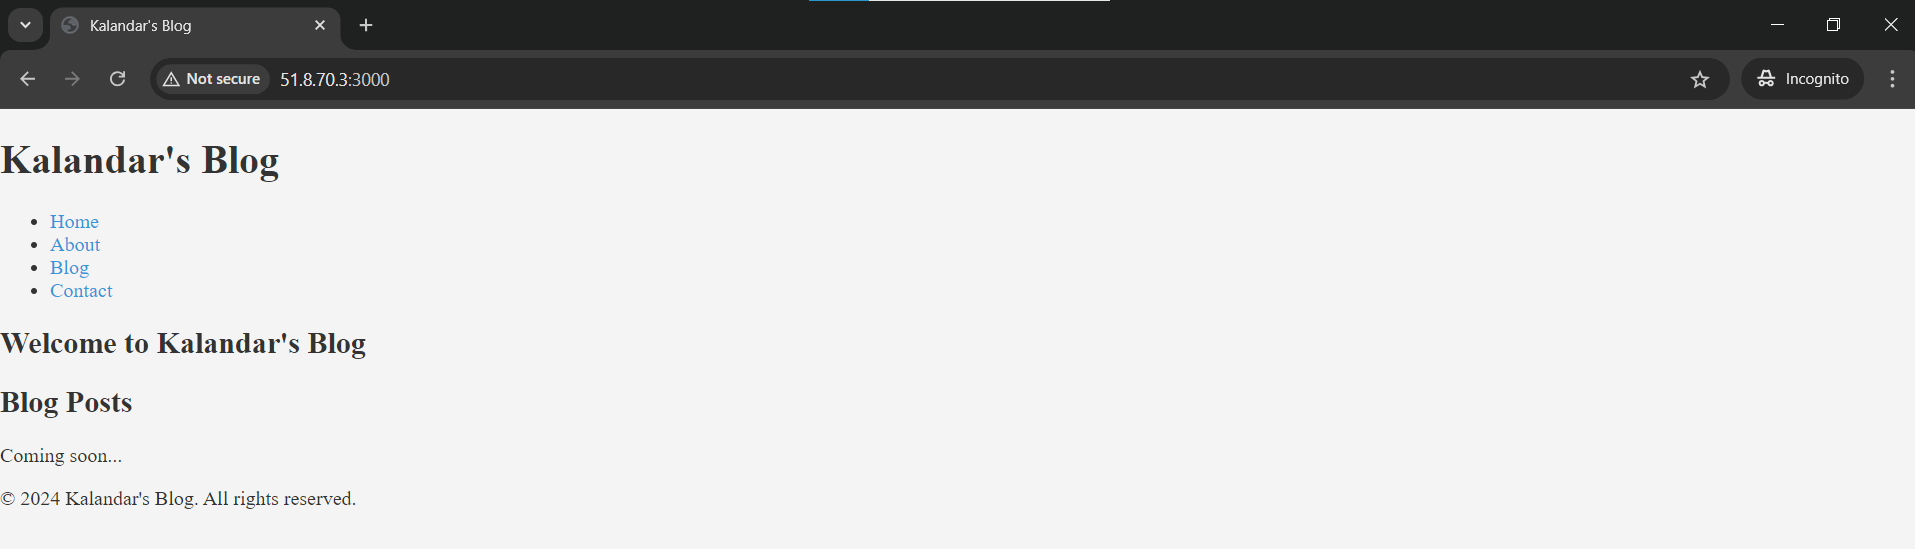 Kalandar's Blog
Not secure
51.8.70.3:3000
Incognito
Kalandar's Blog
Home
About
Blog
Contact
Welcome to Kalandar's Blog
Blog Posts
Coming soon...
© 2024 Kalandar's Blog. All rights reserved.